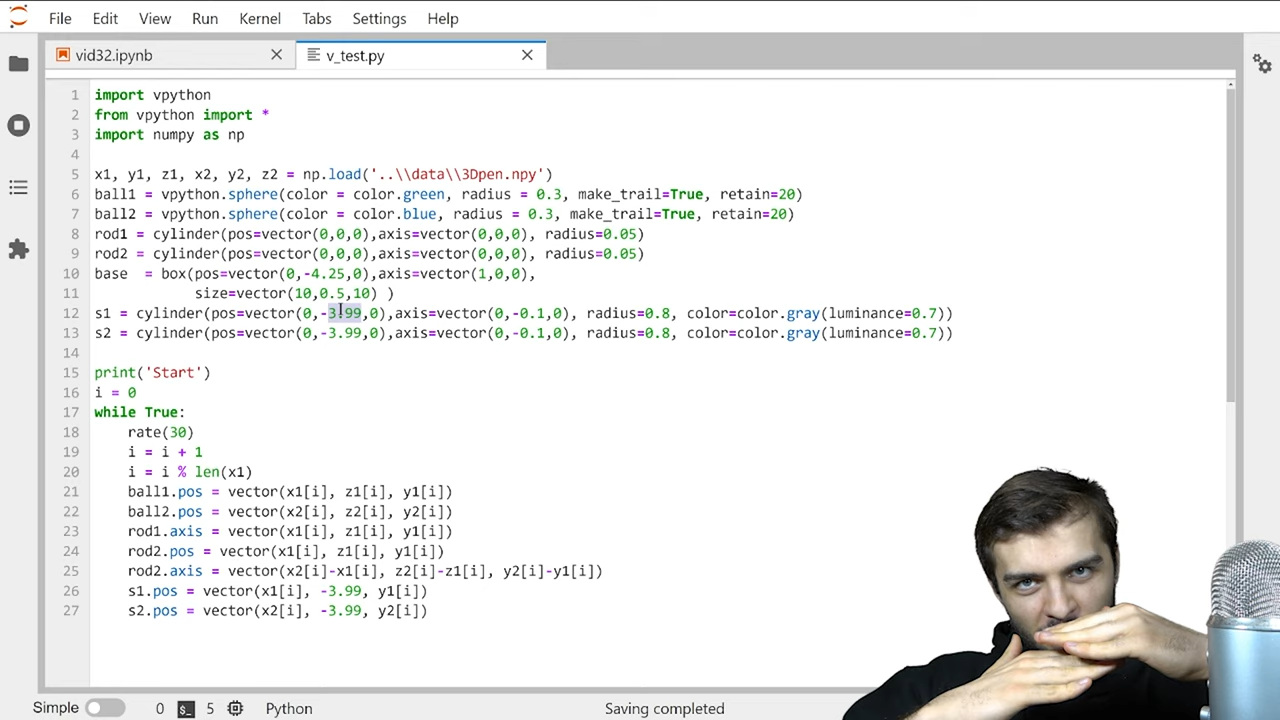 File Edit View Run Kernel Tabs Settings Help
vid32.ipynb
v_test.py
1 import vpython
2 from vpython import *
3 import numpy as np
4
5 x1, y1, z1, x2, y2, z2 = np.load('..\\data\\3Dpen.npy')
6 ball1 = vpython.sphere(color = color.green, radius = 0.3, make_trail=True, retain=20)
7 ball2 = vpython.sphere(color = color.blue, radius = 0.3, make_trail=True, retain=20)
8 rod1 = cylinder(pos=vector(0,0,0),axis=vector(0,0,0), radius=0.05)
9 rod2 = cylinder(pos=vector(0,0,0),axis=vector(0,0,0), radius=0.05)
10 base  = box(pos=vector(0,-4.25,0),axis=vector(1,0,0),
11             size=vector(10,0.5,10) )
12 s1 = cylinder(pos=vector(0,-3.99,0),axis=vector(0,-0.1,0), radius=0.8, color=color.gray(luminance=0.7))
13 s2 = cylinder(pos=vector(0,-3.99,0),axis=vector(0,-0.1,0), radius=0.8, color=color.gray(luminance=0.7))
14
15 print('Start')
16 i = 0
17 while True:
18     rate(30)
19     i = i + 1
20     i = i % len(x1)
21     ball1.pos = vector(x1[i], z1[i], y1[i])
22     ball2.pos = vector(x2[i], z2[i], y2[i])
23     rod1.axis = vector(x1[i], z1[i], y1[i])
24     rod2.pos = vector(x1[i], z1[i], y1[i])
25     rod2.axis = vector(x2[i]-x1[i], z2[i]-z1[i], y2[i]-y1[i])
26     s1.pos = vector(x1[i], -3.99, y1[i])
27     s2.pos = vector(x2[i], -3.99, y2[i])
Simple 0 5 Python Saving completed